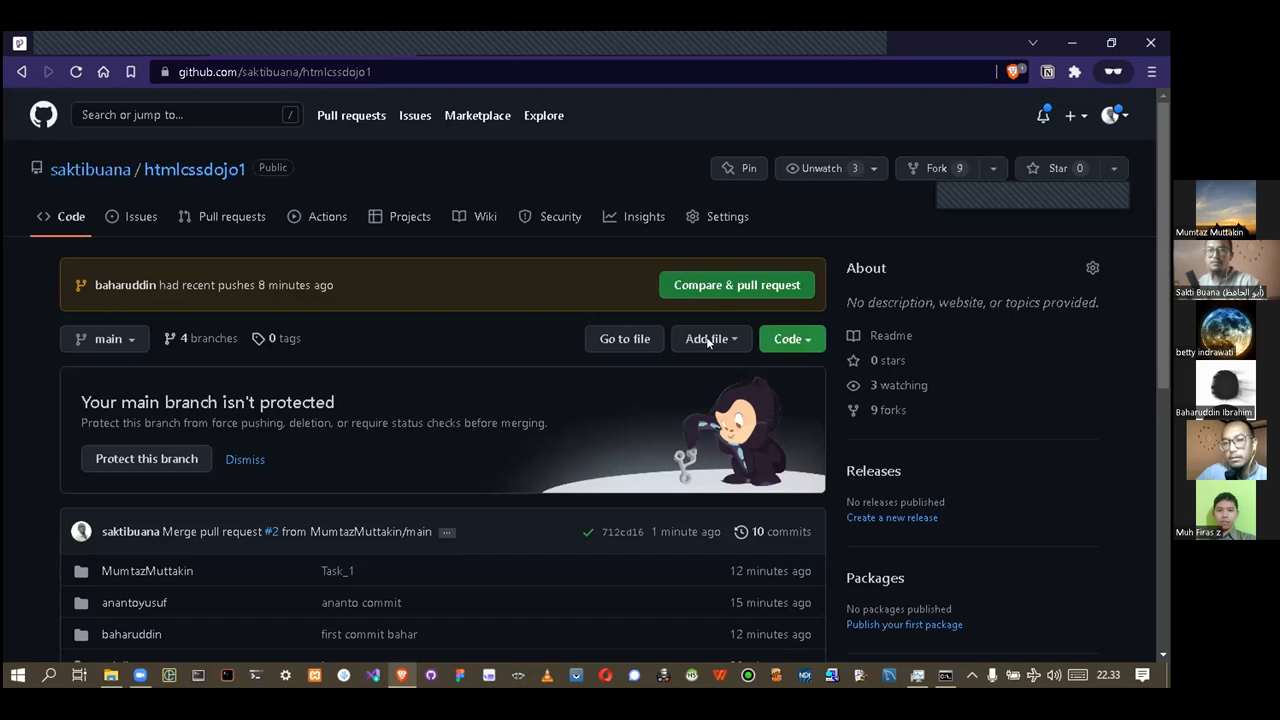 github.com/saktibuana/htmlcssdojo1
Search or jump to... /
Pull requests Issues Marketplace Explore
saktibuana / htmlcssdojo1 Public
Pin Unwatch 3 Fork 9 Star 0
Code Issues Pull requests Actions Projects Wiki Security Insights Settings
baharuddin had recent pushes 8 minutes ago Compare & pull request
main 4 branches 0 tags Go to file Add file Code
Your main branch isn't protected
Protect this branch from force pushing, deletion, or require status checks before merging.
Protect this branch Dismiss
saktibuana Merge pull request #2 from MumtazMuttakin/main ... 712cd16 1 minute ago 10 commits
MumtazMuttakin Task_1 12 minutes ago
anantoyusuf ananto commit 15 minutes ago
baharuddin first commit bahar 12 minutes ago
About
No description, website, or topics provided.
Readme
0 stars
3 watching
9 forks
Releases
No releases published
Create a new release
Packages
No packages published
Publish your first package
Mumtaz Muttakin
Sakti Buana (أبو الحافظ)
betty indrawati
Baharuddin Ibrahim
Muh Firas z
22.33